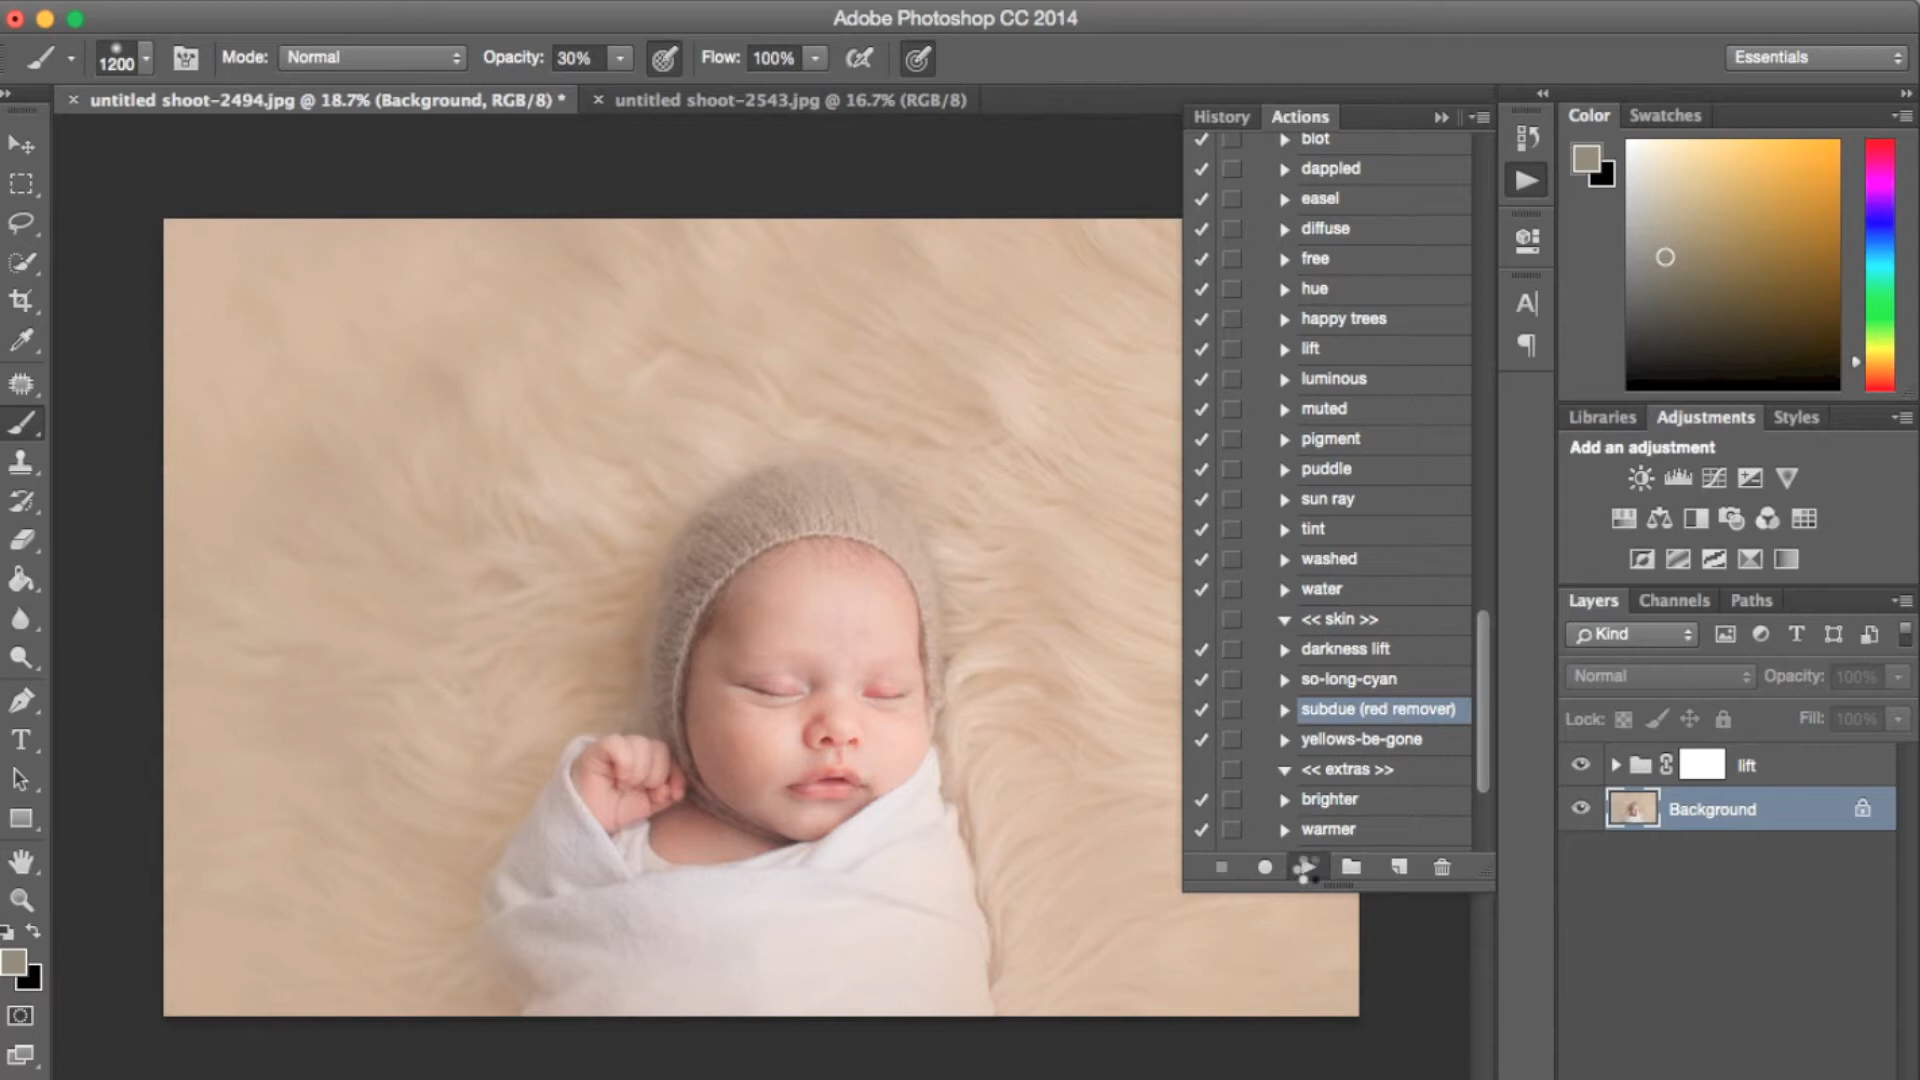 Adobe Photoshop CC 2014
1200 Mode: Normal Opacity: 30% Flow: 100% Essentials
untitled shoot-2494.jpg @ 18.7% (Background, RGB/8) * untitled shoot-2543.jpg @ 16.7% (RGB/8)
History Actions
blot
dappled
easel
diffuse
free
hue
happy trees
lift
luminous
muted
pigment
puddle
sun ray
tint
washed
water
<< skin >>
darkness lift
so-long-cyan
subdue (red remover)
yellows-be-gone
<< extras >>
brighter
warmer
Color Swatches
Libraries Adjustments Styles
Add an adjustment
Layers Channels Paths
Kind
Normal Opacity: 100%
Lock: Fill: 100%
lift
Background